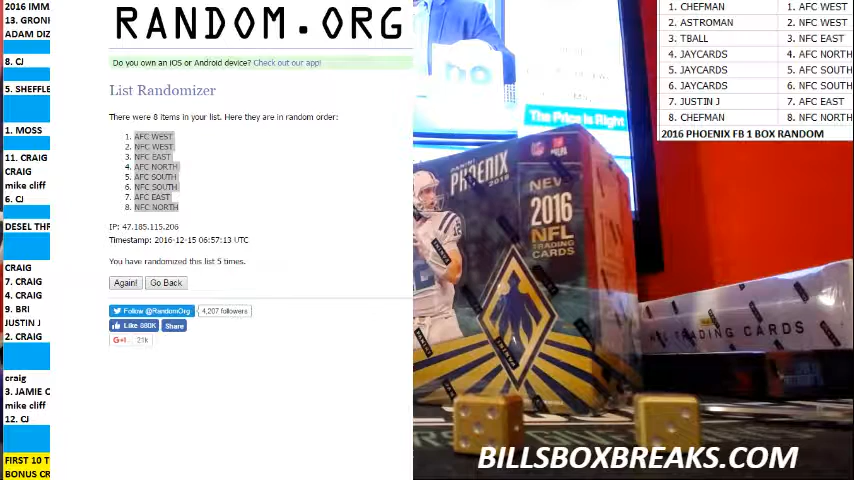 2016 IMM
13. GRON
ADAM DIZ
8. CJ
5. SHEFFLE
1. MOSS
11. CRAIG
CRAIG
mike cliff
6. CJ
DESEL THR
CRAIG
7. CRAIG
4. CRAIG
9. BRI
JUSTIN J
2. CRAIG
craig
3. JAMIE C
mike cliff
12. CJ
FIRST 10 T
BONUS CR
RANDOM.ORG
Do you own an iOS or Android device? Check out our app!
List Randomizer
There were 8 items in your list. Here they are in random order:
1. AFC WEST
2. NFC WEST
3. NFC EAST
4. AFC NORTH
5. AFC SOUTH
6. NFC SOUTH
7. AFC EAST
8. NFC NORTH
IP: 47.185.115.206
Timestamp: 2016-12-15 06:57:13 UTC
You have randomized this list 5 times.
Again! Go Back
Follow @RandomOrg 4,207 followers
Like 880K Share
G+ 21k
The Price is Right
PANINI
PHOENIX
2016
NEW
2016
NFL
TRADING
CARDS
TRADING CARDS
1. CHEFMAN 1. AFC WEST
2. ASTROMAN 2. NFC WEST
3. TBALL 3. NFC EAST
4. JAYCARDS 4. AFC NORTH
5. JAYCARDS 5. AFC SOUTH
6. JAYCARDS 6. NFC SOUTH
7. JUSTIN J 7. AFC EAST
8. CHEFMAN 8. NFC NORTH
2016 PHOENIX FB 1 BOX RANDOM
BILLSBOXBREAKS.COM